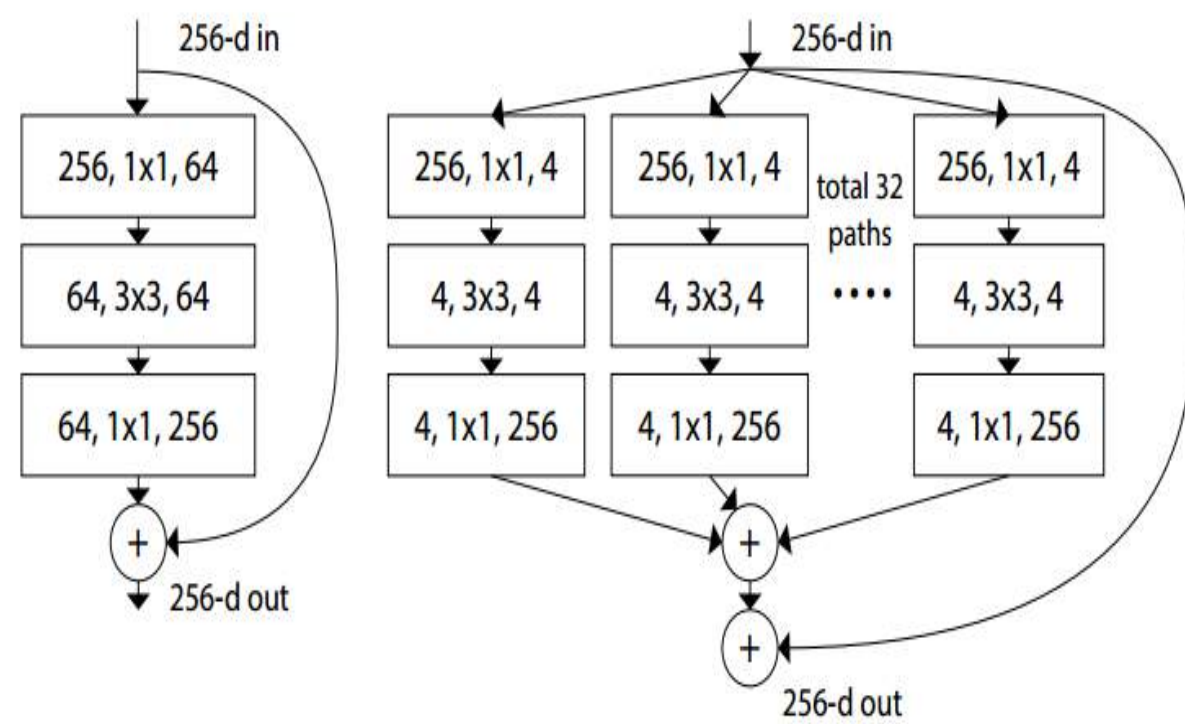 256-d in
256, 1x1, 64
64, 3x3, 64
64, 1x1, 256
+
256-d out
256-d in
256, 1x1, 4
256, 1x1, 4
total 32
paths
256, 1x1, 4
4, 3x3, 4
4, 3x3, 4
....
4, 3x3, 4
4, 1x1, 256
4, 1x1, 256
4, 1x1, 256
+
+
256-d out